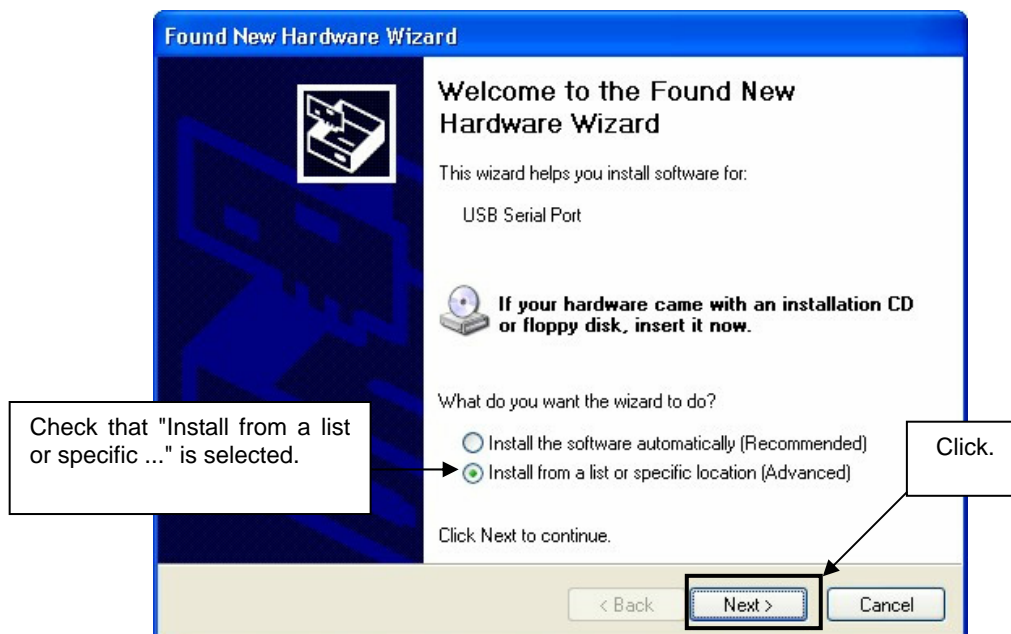 Found New Hardware Wizard
Welcome to the Found New
Hardware Wizard
This wizard helps you install software for:
USB Serial Port
If your hardware came with an installation CD
or floppy disk, insert it now.
What do you want the wizard to do?
Install the software automatically (Recommended)
Install from a list or specific location (Advanced)
Click Next to continue.
Check that "Install from a list
or specific ..." is selected.
Click.
< Back
Next >
Cancel